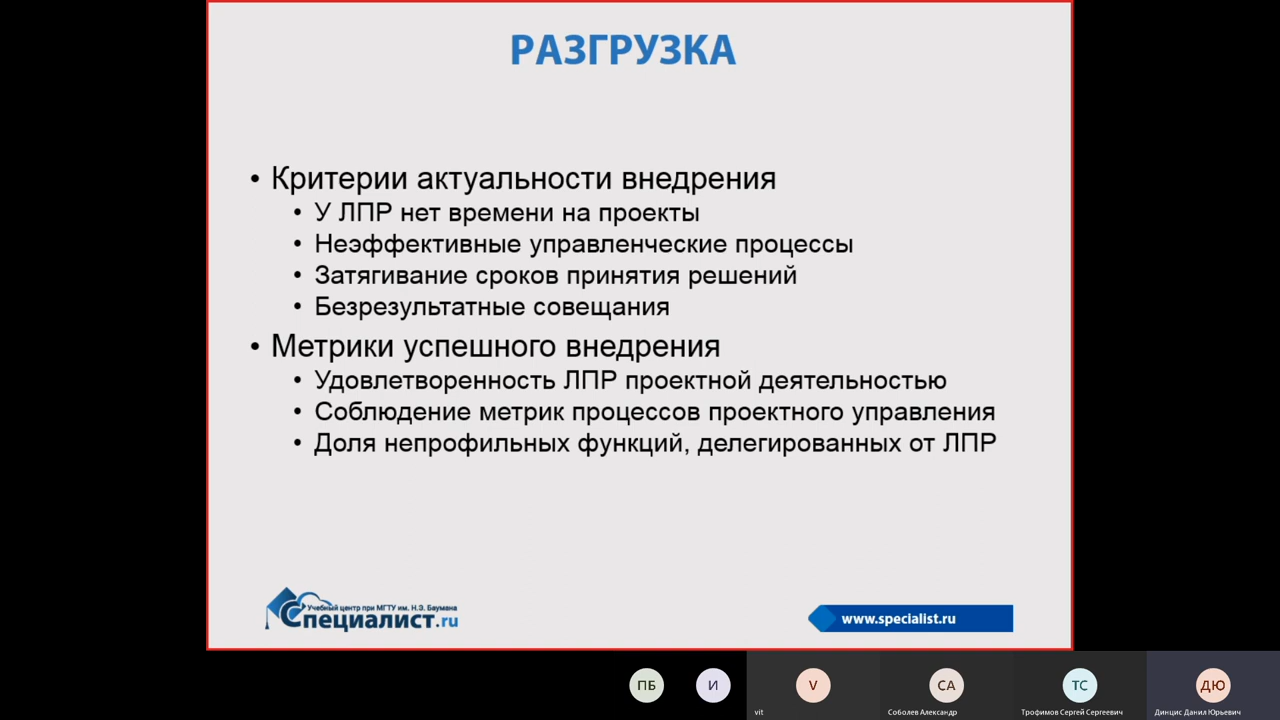 РАЗГРУЗКА
• Критерии актуальности внедрения
• У ЛПР нет времени на проекты
• Неэффективные управленческие процессы
• Затягивание сроков принятия решений
• Безрезультатные совещания
• Метрики успешного внедрения
• Удовлетворенность ЛПР проектной деятельностью
• Соблюдение метрик процессов проектного управления
• Доля непрофильных функций, делегированных от ЛПР
Учебный центр при МГТУ им. Н.Э. Баумана
Специалист.ru
www.specialist.ru
ПБ
И
V
СА
ТС
ДЮ
vit
Соболев Александр
Трофимов Сергей Сергеевич
Динцис Данил Юрьевич